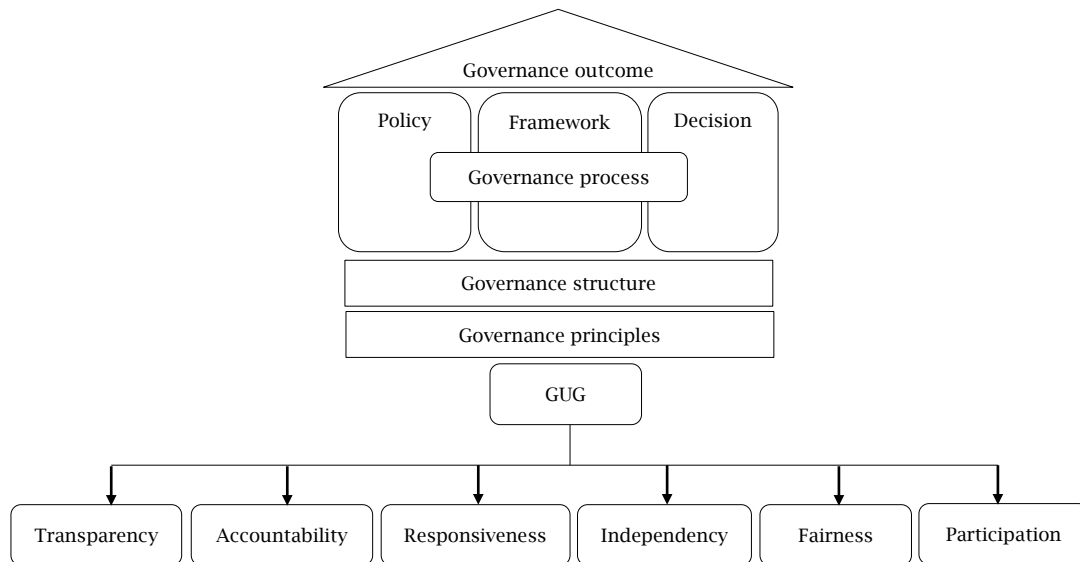 Governance outcome
Policy
Framework
Decision
Governance process
Governance structure
Governance principles
GUG
Transparency
Accountability
Responsiveness
Independency
Fairness
Participation